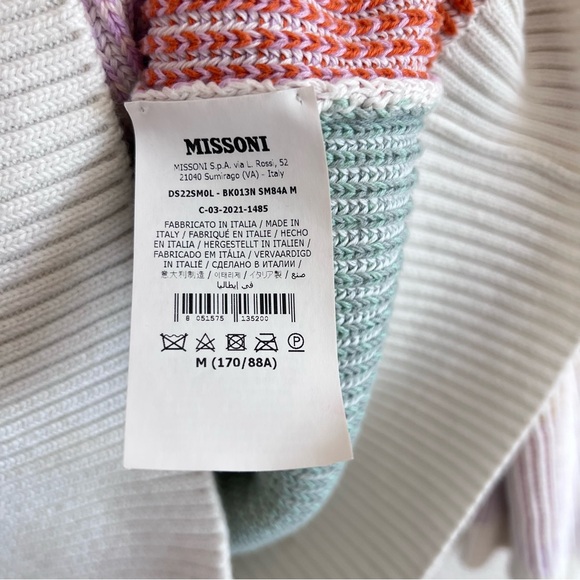 MISSONI
MISSONI S.p.A. via L. Rossi, 52
21040 Sumirago (VA) - Italy
DS22SM0L - BK013N SM84A M
C-03-2021-1485
FABBRICATO IN ITALIA / MADE IN
ITALY / FABRIQUÉ EN ITALIE / HECHO
EN ITALIA / HERGESTELLT IN ITALIEN /
FABRICADO EM ITÁLIA / VERVAARDIGD
IN ITALIË / СДЕЛАНО В ИТАЛИИ /
意大利制造 / 이태리제 / イタリア製 / صنع
في إيطاليا
8 051575 135200
P
M (170/88A)